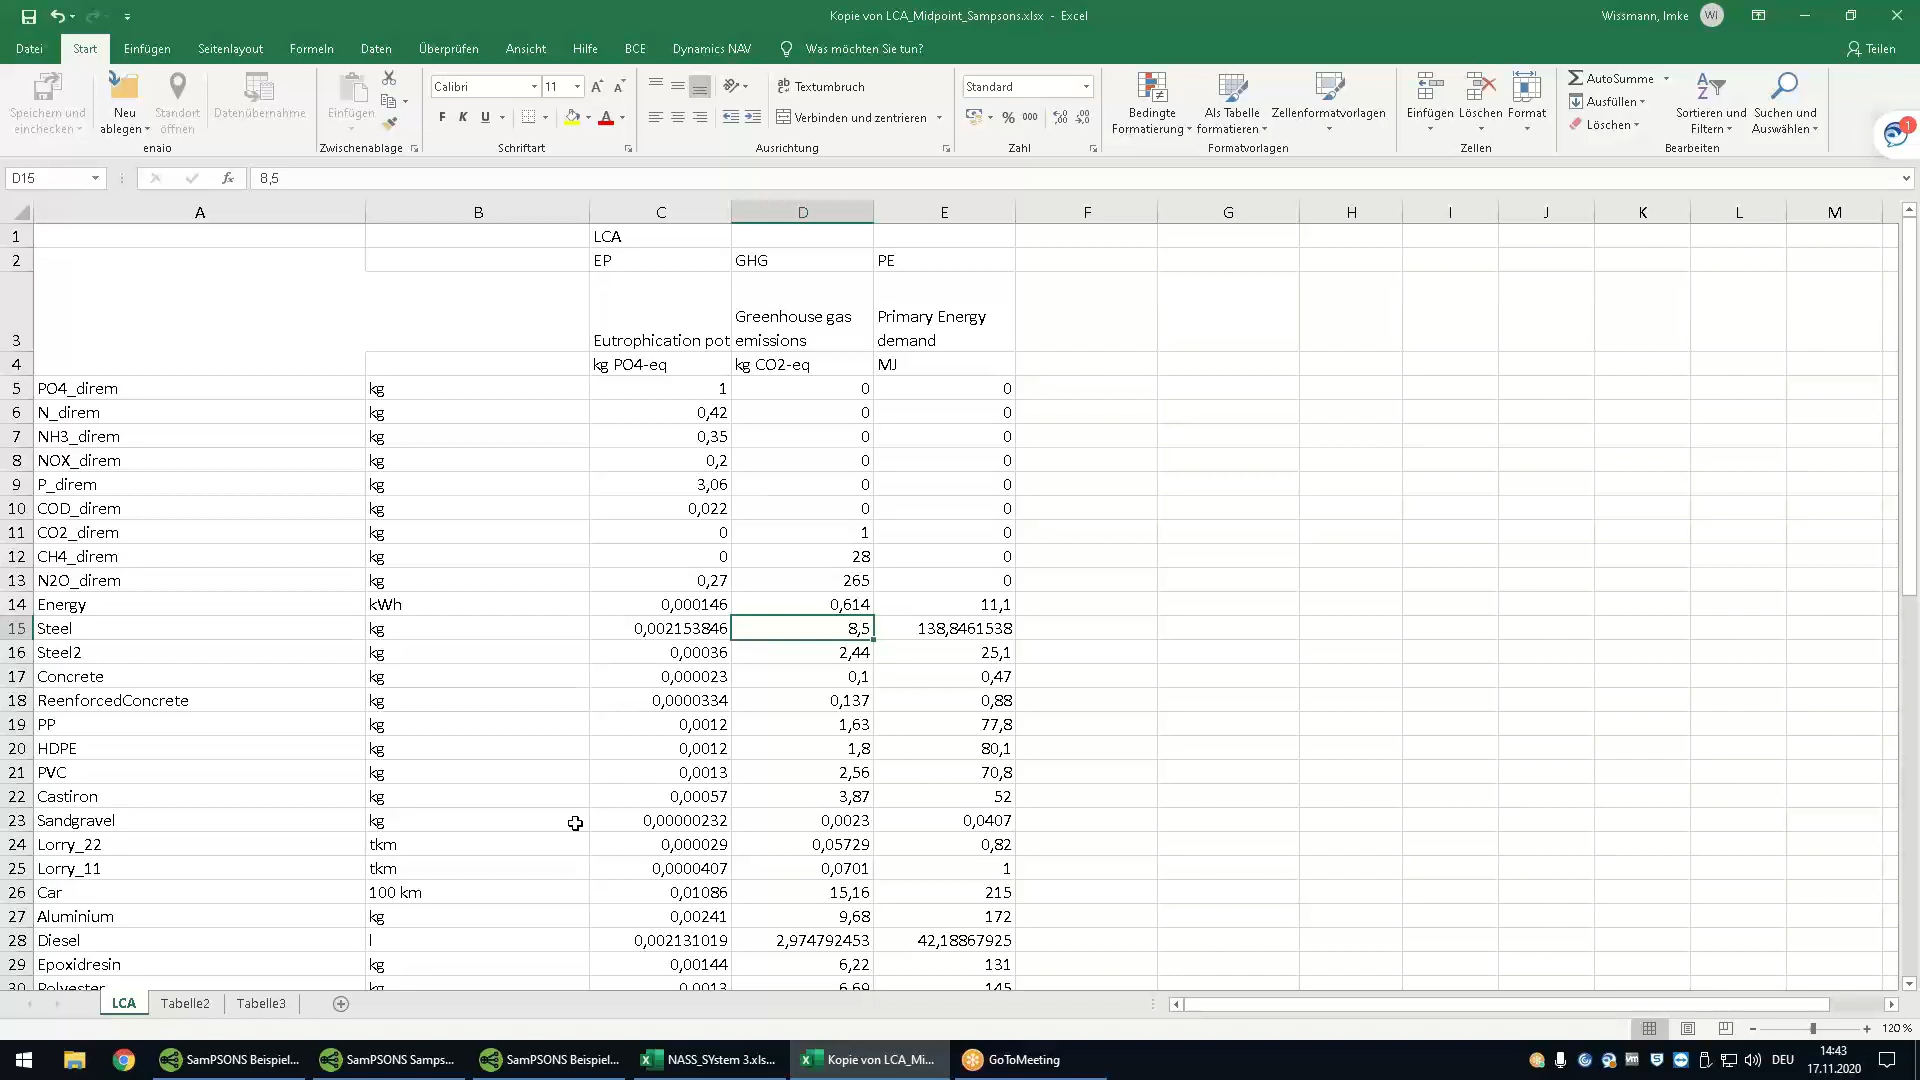 Kopie von LCA_Midpoint_Sampsons.xlsx - Excel
Wissmann, Imke WI
Datei Start Einfügen Seitenlayout Formeln Daten Überprüfen Ansicht Hilfe BCE Dynamics NAV Was möchten Sie tun? Teilen
Speichern und einchecken
Neu ablegen
Standort öffnen
Datenübernahme
enaio
Einfügen
Zwischenablage
Calibri 11
F K U
Schriftart
Textumbruch
Verbinden und zentrieren
Ausrichtung
Standard
% 000
Zahl
Bedingte Formatierung
Als Tabelle formatieren
Zellenformatvorlagen
Formatvorlagen
Einfügen Löschen Format
Zellen
AutoSumme
Ausfüllen
Löschen
Sortieren und Filtern
Suchen und Auswählen
Bearbeiten
1
D15 fx 8,5
A B C D E F G H I J K L M
1 LCA
2 EP GHG PE
3 Eutrophication pot Greenhouse gas emissions Primary Energy demand
4 kg PO4-eq kg CO2-eq MJ
5 PO4_direm kg 1 0 0
6 N_direm kg 0,42 0 0
7 NH3_direm kg 0,35 0 0
8 NOX_direm kg 0,2 0 0
9 P_direm kg 3,06 0 0
10 COD_direm kg 0,022 0 0
11 CO2_direm kg 0 1 0
12 CH4_direm kg 0 28 0
13 N2O_direm kg 0,27 265 0
14 Energy kWh 0,000146 0,614 11,1
15 Steel kg 0,002153846 8,5 138,8461538
16 Steel2 kg 0,00036 2,44 25,1
17 Concrete kg 0,000023 0,1 0,47
18 ReenforcedConcrete kg 0,0000334 0,137 0,88
19 PP kg 0,0012 1,63 77,8
20 HDPE kg 0,0012 1,8 80,1
21 PVC kg 0,0013 2,56 70,8
22 Castiron kg 0,00057 3,87 52
23 Sandgravel kg 0,00000232 0,0023 0,0407
24 Lorry_22 tkm 0,000029 0,05729 0,82
25 Lorry_11 tkm 0,0000407 0,0701 1
26 Car 100 km 0,01086 15,16 215
27 Aluminium kg 0,00241 9,68 172
28 Diesel l 0,002131019 2,974792453 42,18867925
29 Epoxidresin kg 0,00144 6,22 131
30 Polyester kg 0,0013 6,69 145
LCA Tabelle2 Tabelle3
120 %
SamPSONS Beispiel... SamPSONS Samps... SamPSONS Beispiel... NASS_SYstem 3.xls... Kopie von LCA_Mi... GoToMeeting
DEU
14:43
17.11.2020